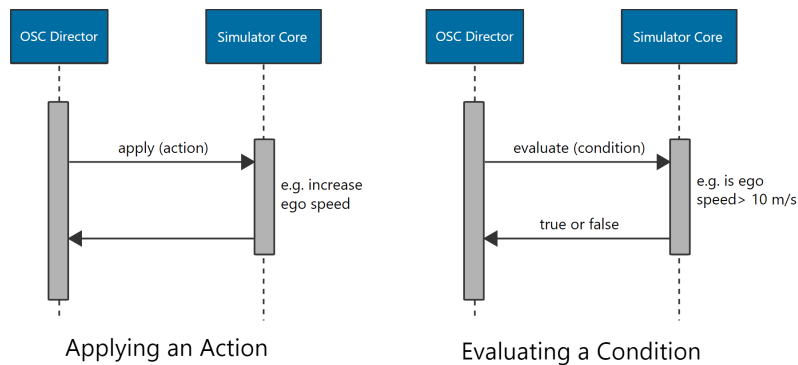 OSC Director
Simulator Core
apply (action)
e.g. increase
ego speed
Applying an Action
OSC Director
Simulator Core
evaluate (condition)
e.g. is ego
speed> 10 m/s
true or false
Evaluating a Condition